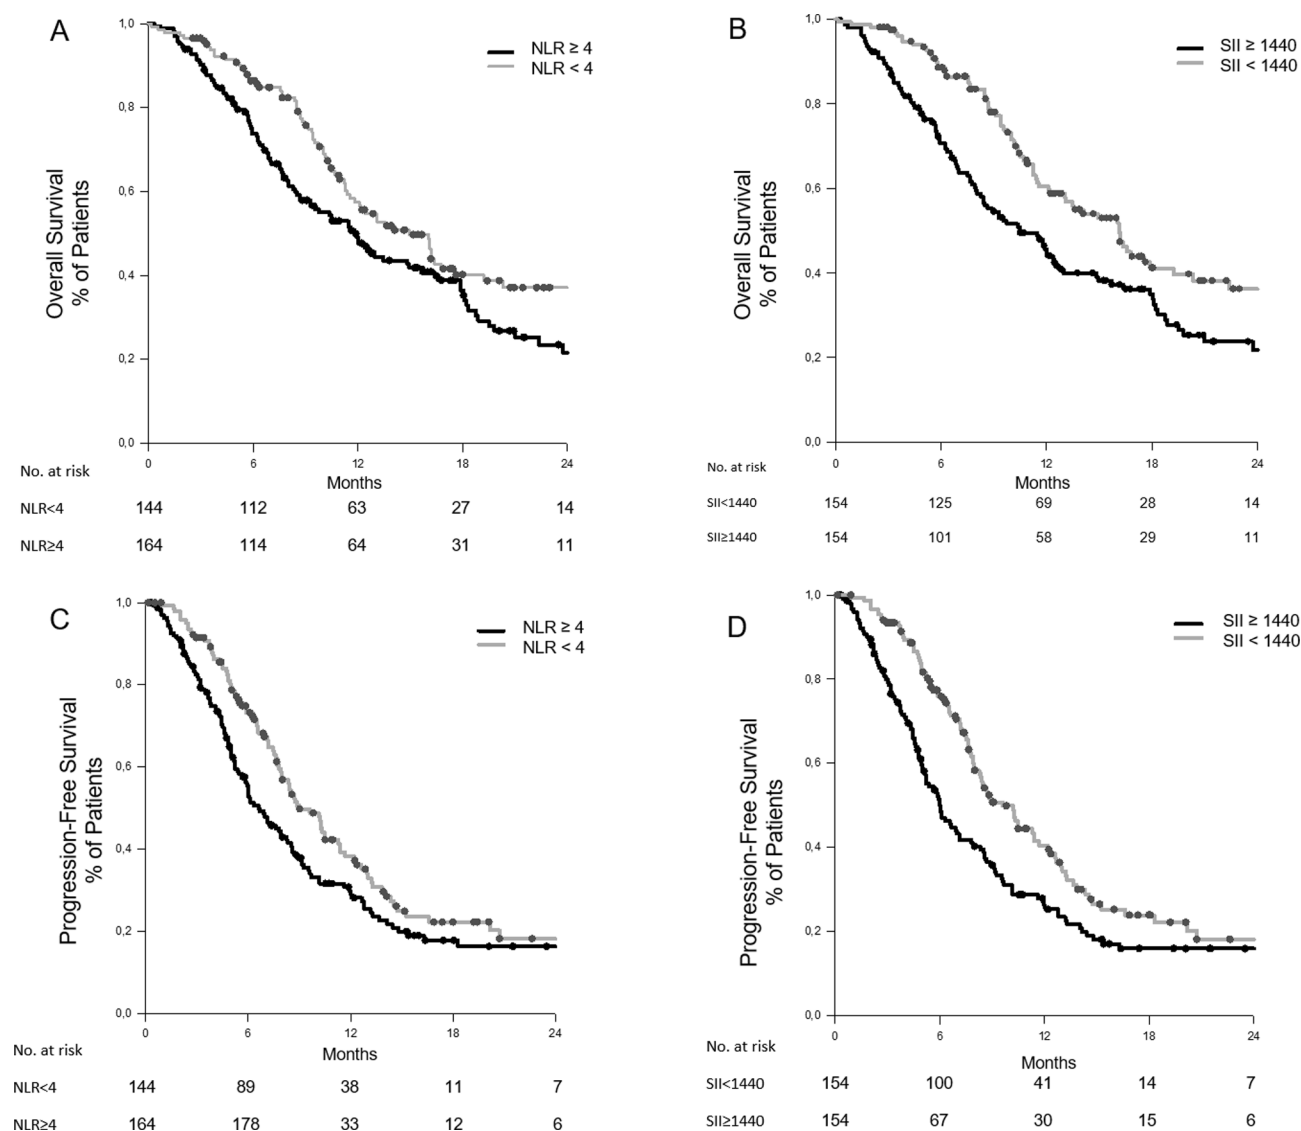 A
NLR ≥ 4
NLR < 4
1,0
0,8
0,6
0,4
0,2
0,0
Overall Survival
% of Patients
0 6 12 18 24
Months
No. at risk
NLR<4 144 112 63 27 14
NLR≥4 164 114 64 31 11
B
SII ≥ 1440
SII < 1440
1,0
0,8
0,6
0,4
0,2
0,0
Overall Survival
% of Patients
0 6 12 18 24
Months
No. at risk
SII<1440 154 125 69 28 14
SII≥1440 154 101 58 29 11
C
NLR ≥ 4
NLR < 4
1,0
0,8
0,6
0,4
0,2
0,0
Progression-Free Survival
% of Patients
0 6 12 18 24
Months
No. at risk
NLR<4 144 89 38 11 7
NLR≥4 164 178 33 12 6
D
SII ≥ 1440
SII < 1440
1,0
0,8
0,6
0,4
0,2
0,0
Progression-Free Survival
% of Patients
0 6 12 18 24
Months
No. at risk
SII<1440 154 100 41 14 7
SII≥1440 154 67 30 15 6